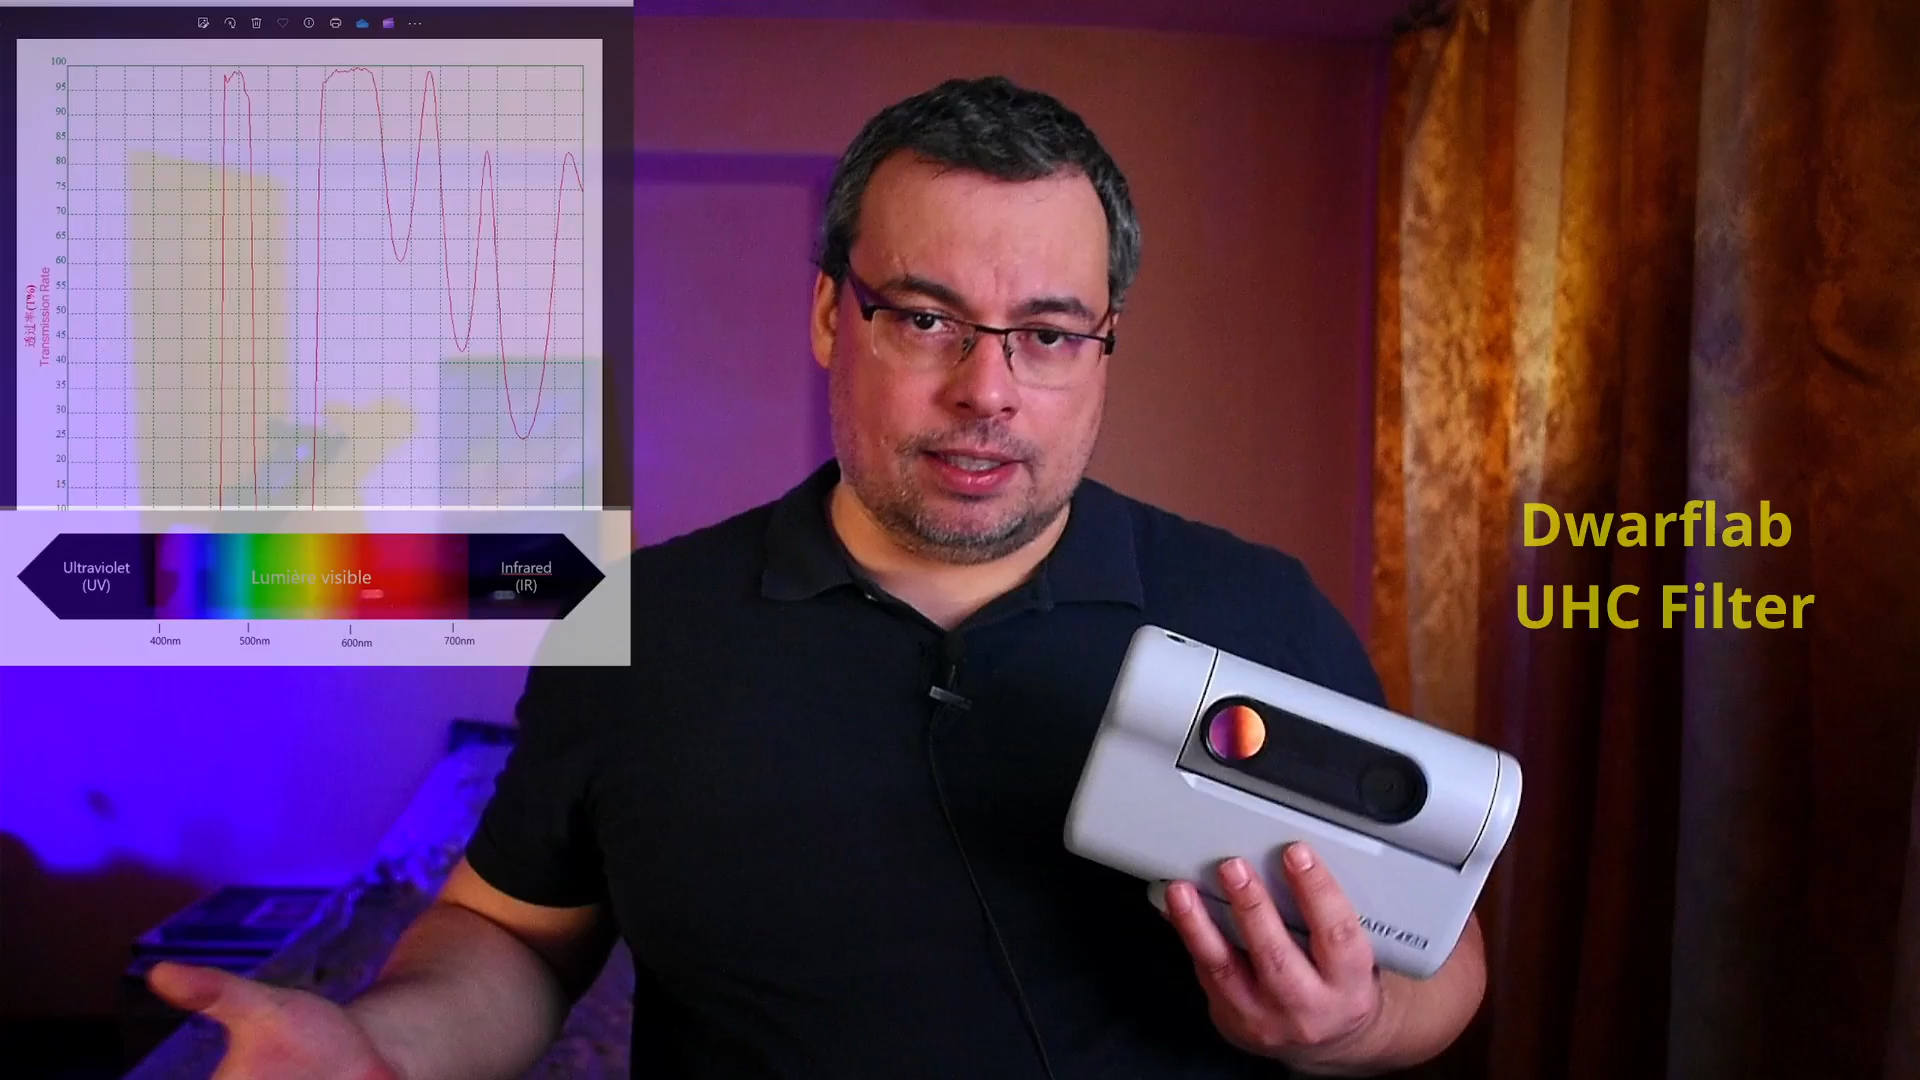 100
95
90
85
80
75
70
65
60
55
50
45
40
35
30
25
20
15
10
透过率(T%)
Transmission Rate
Ultraviolet
(UV)
Lumière visible
Infrared
(IR)
400nm
500nm
600nm
700nm
Dwarflab
UHC Filter